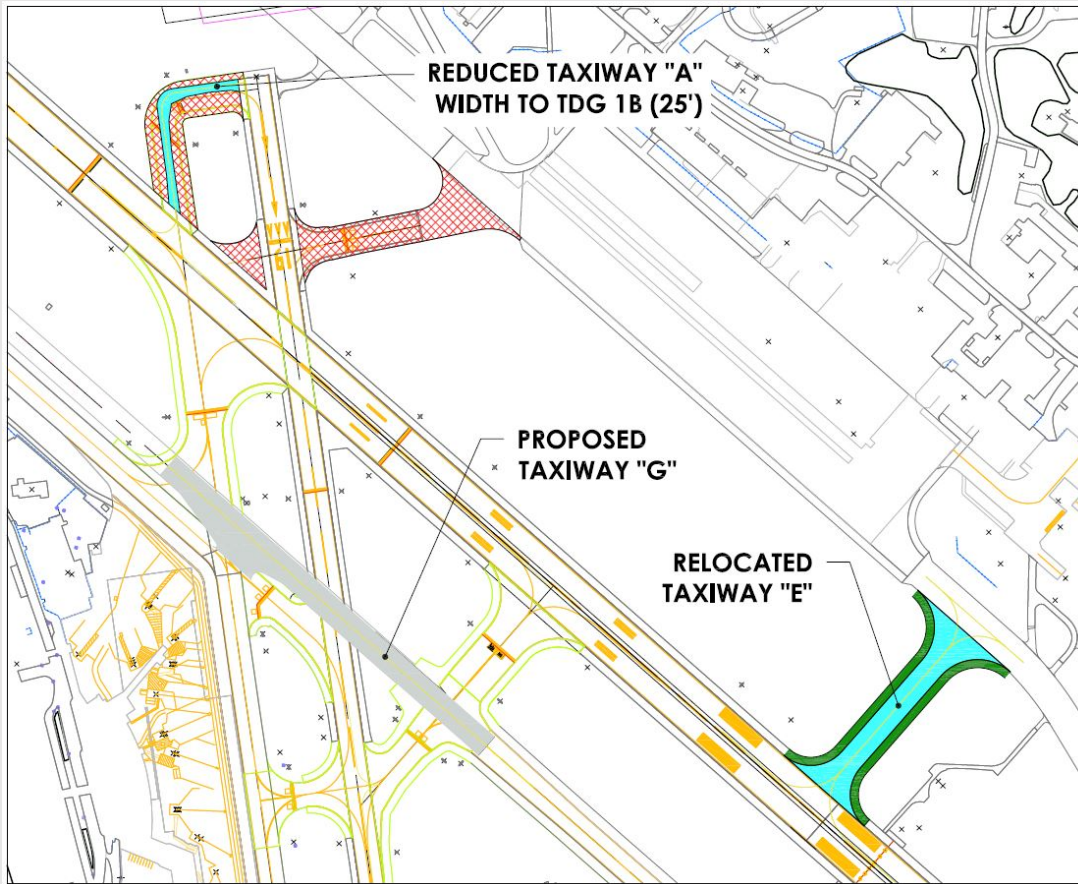 REDUCED TAXIWAY "A"
WIDTH TO TDG 1B (25')
PROPOSED
TAXIWAY "G"
RELOCATED
TAXIWAY "E"